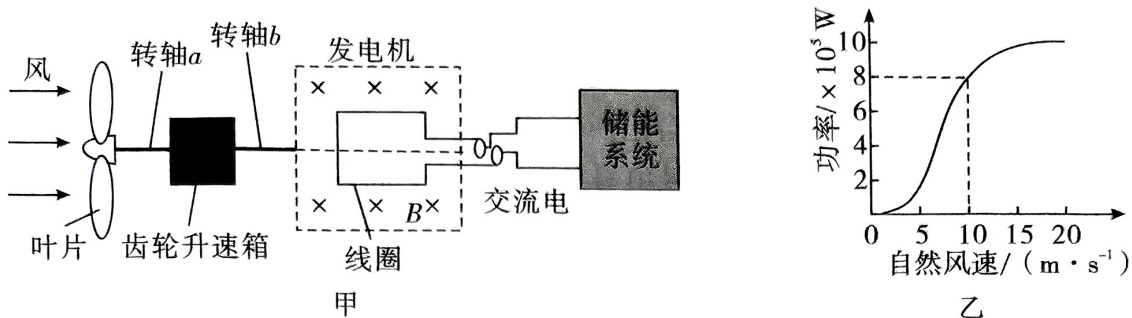 风
转轴a
转轴b
发电机
B
叶片
齿轮升速箱
线圈
交流电
储能
系统
甲
功率/×10⁵ W
10
8
6
4
2
0
5
10
15
20
自然风速/(m·s⁻¹)
乙